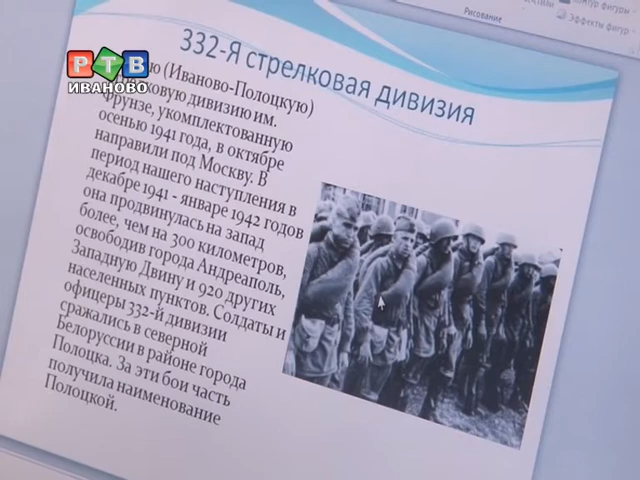 контур фигуры
Эффекты фигур
Рисование
РТВ
ИВАНОВО
332-Я стрелковая дивизия
(Иваново-Полоцкую)
дивизию им.
Фрунзе, укомплектованную
осенью 1941 года, в октябре
направили под Москву. В
период нашего наступления в
декабре 1941 - январе 1942 годов
она продвинулась на запад
более, чем на 300 километров,
освободив города Андреаполь,
Западную Двину и 920 других
населенных пунктов. Солдаты и
офицеры 332-й дивизии
сражались в северной
Белоруссии в районе города
Полоцка. За эти бои часть
получила наименование
Полоцкой.